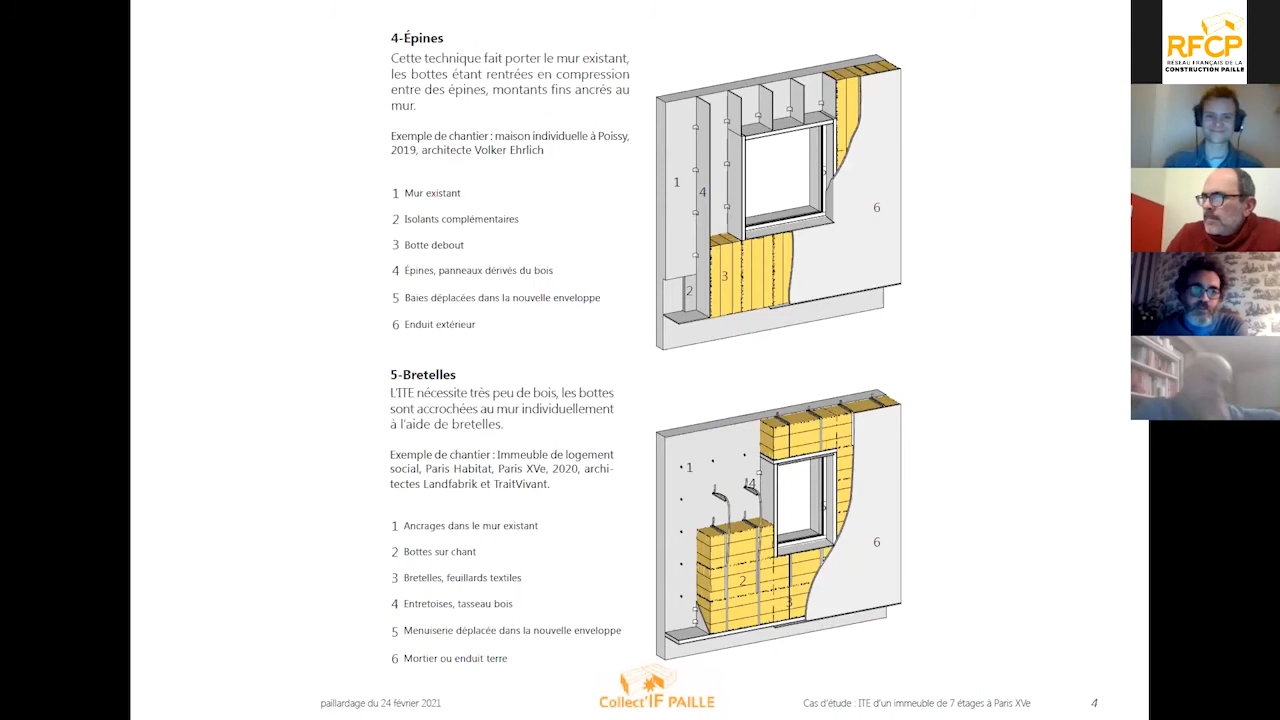 4-Épines
Cette technique fait porter le mur existant,
les bottes étant rentrées en compression
entre des épines, montants fins ancrés au
mur.
Exemple de chantier : maison individuelle à Poissy,
2019, architecte Volker Ehrlich
1 Mur existant
2 Isolants complémentaires
3 Botte debout
4 Épines, panneaux dérivés du bois
5 Baies déplacées dans la nouvelle enveloppe
6 Enduit extérieur
1
4
5
6
3
2
5-Bretelles
L'ITE nécessite très peu de bois, les bottes
sont accrochées au mur individuellement
à l'aide de bretelles.
Exemple de chantier : Immeuble de logement
social, Paris Habitat, Paris XVe, 2020, archi-
tectes Landfabrik et TraitVivant.
1 Ancrages dans le mur existant
2 Bottes sur chant
3 Bretelles, feuillards textiles
4 Entretoises, tasseau bois
5 Menuiserie déplacée dans la nouvelle enveloppe
6 Mortier ou enduit terre
1
4
5
6
2
3
paillardage du 24 février 2021
Collect'IF PAILLE
Cas d'étude : ITE d'un immeuble de 7 étages à Paris XVe
4
RFCP
RÉSEAU FRANÇAIS DE LA
CONSTRUCTION PAILLE